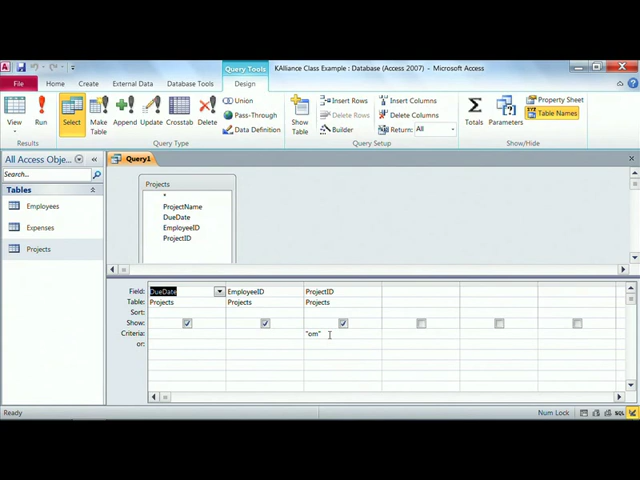 KAlliance Class Example : Database (Access 2007) - Microsoft Access
Query Tools
File Home Create External Data Database Tools Design
View
Run
Select
Make Table
Append
Update
Crosstab
Delete
Union
Pass-Through
Data Definition
Show Table
Insert Rows
Delete Rows
Builder
Insert Columns
Delete Columns
Return: All
Totals
Parameters
Property Sheet
Table Names
Results
Query Type
Query Setup
Show/Hide
All Access Obje...
Search...
Tables
Employees
Expenses
Projects
Query1
Projects
*
ProjectName
DueDate
EmployeeID
ProjectID
Field: DueDate EmployeeID ProjectID
Table: Projects Projects Projects
Sort:
Show:
Criteria: "om"
or:
Ready
Num Lock
SQL